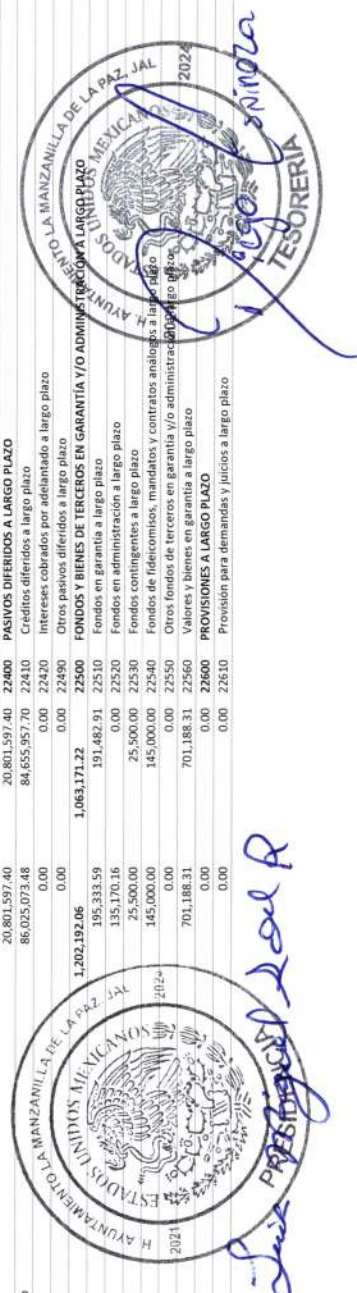 20,801,597.40 20,801,597.40 22400 PASIVOS DIFERIDOS A LARGO PLAZO
86,025,073.48 84,655,957.70 22410 Créditos diferidos a largo plazo
0.00 0.00 22420 Intereses cobrados por adelantado a largo plazo
0.00 0.00 22490 Otros pasivos diferidos a largo plazo
1,202,192.06 1,063,171.22 22500 FONDOS Y BIENES DE TERCEROS EN GARANTÍA Y/O ADMINISTRACIÓN A LARGO PLAZO
195,333.59 191,482.91 22510 Fondos en garantía a largo plazo
135,170.16 0.00 22520 Fondos en administración a largo plazo
25,500.00 25,500.00 22530 Fondos contingentes a largo plazo
145,000.00 145,000.00 22540 Fondos de fideicomisos, mandatos y contratos análogos a largo plazo
0.00 0.00 22550 Otros fondos de terceros en garantía y/o administración a largo plazo
701,188.31 701,188.31 22560 Valores y bienes en garantía a largo plazo
0.00 0.00 22600 PROVISIONES A LARGO PLAZO
0.00 0.00 22610 Provisión para demandas y juicios a largo plazo
H. AYUNTAMIENTO LA MANZANILLA DE LA PAZ, JAL
ESTADOS UNIDOS MEXICANOS
2021 2024
PRESIDENCIA
Luis Miguel
H. AYUNTAMIENTO LA MANZANILLA DE LA PAZ, JAL
ESTADOS UNIDOS MEXICANOS
2024
TESORERIA